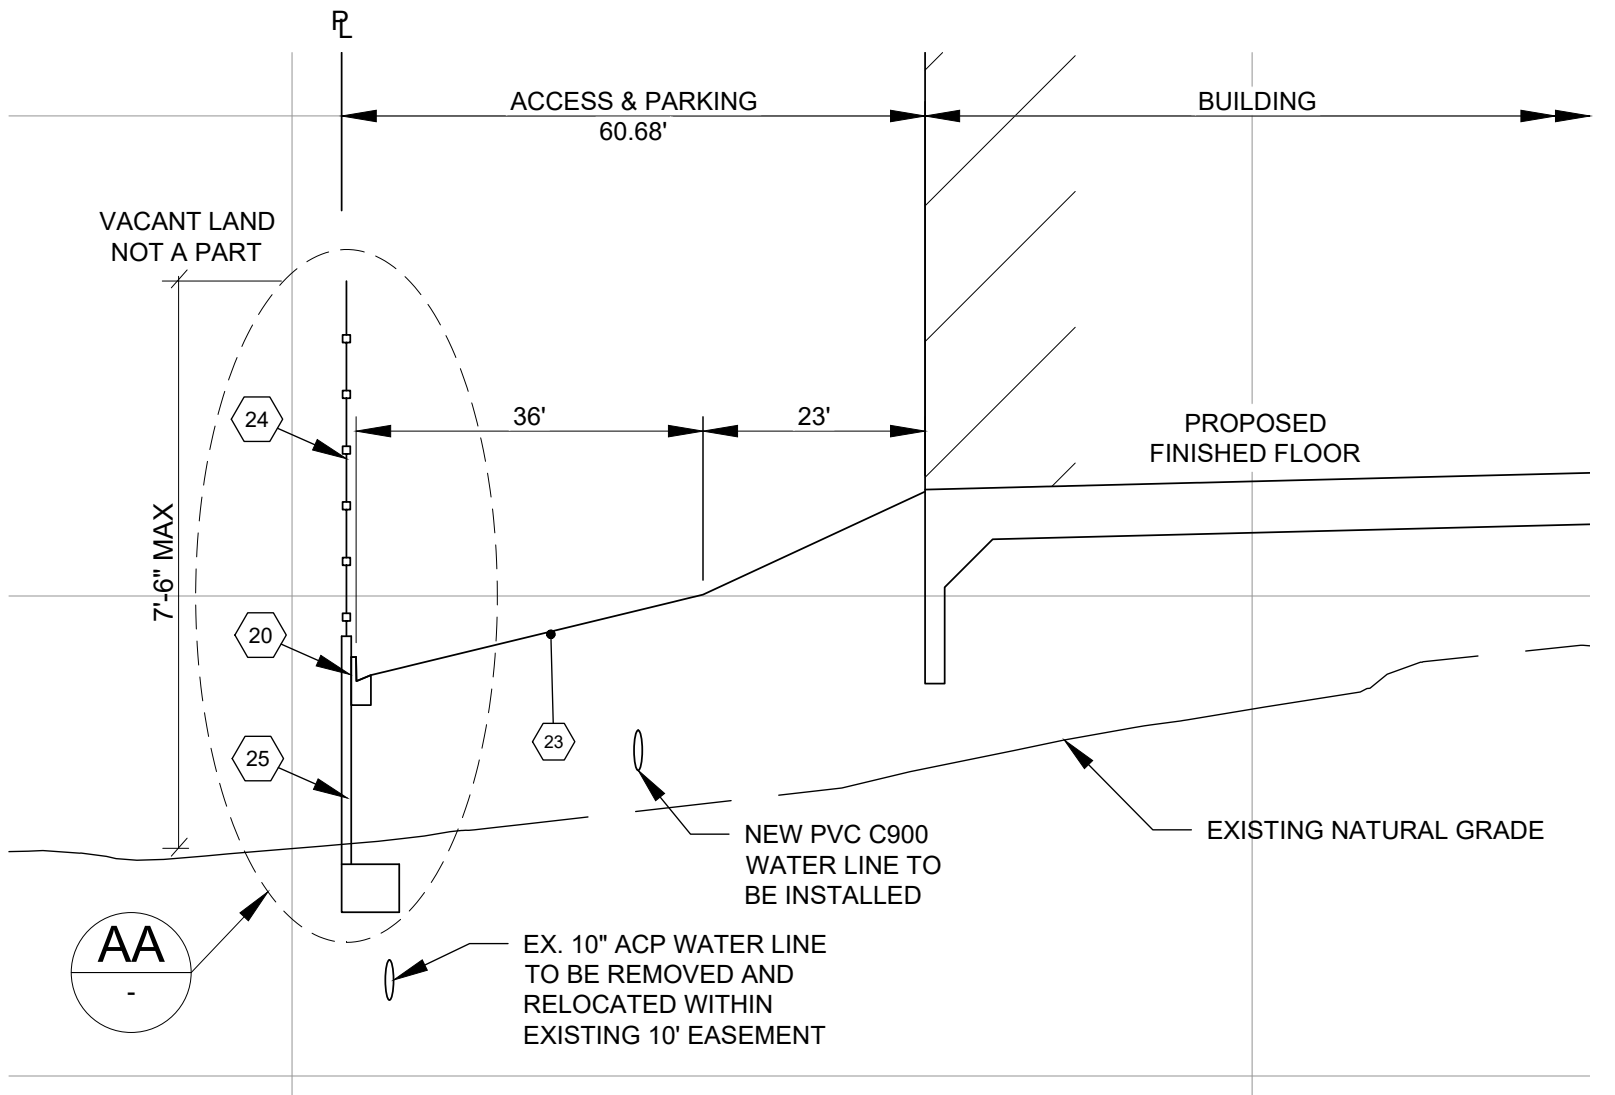 PL
ACCESS & PARKING
60.68'
BUILDING
VACANT LAND
NOT A PART
24
36'
23'
PROPOSED
FINISHED FLOOR
7'-6" MAX
20
23
25
NEW PVC C900
WATER LINE TO
BE INSTALLED
EXISTING NATURAL GRADE
AA
-
EX. 10" ACP WATER LINE
TO BE REMOVED AND
RELOCATED WITHIN
EXISTING 10' EASEMENT